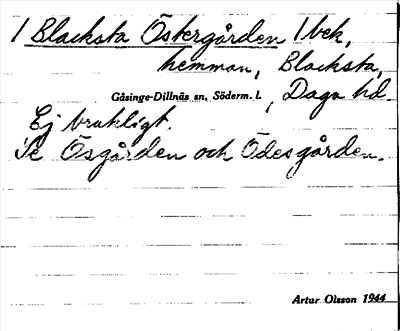 1 Blacksta Östergården 1 bek,
hemman, Blacksta,
Gåsinge-Dillnäs sn, Söderm. l. , Daga hd.
Ej brukligt.
Se Ösgården och Ödesgården.
Artur Olsson 1944